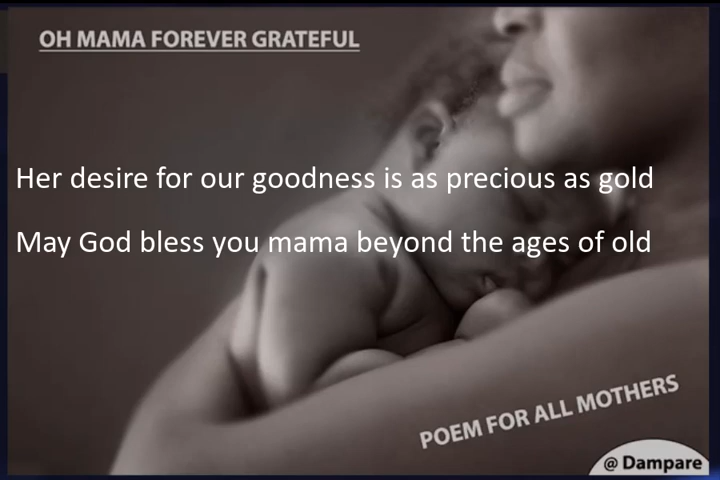 OH MAMA FOREVER GRATEFUL
Her desire for our goodness is as precious as gold
May God bless you mama beyond the ages of old
POEM FOR ALL MOTHERS
@ Dampare